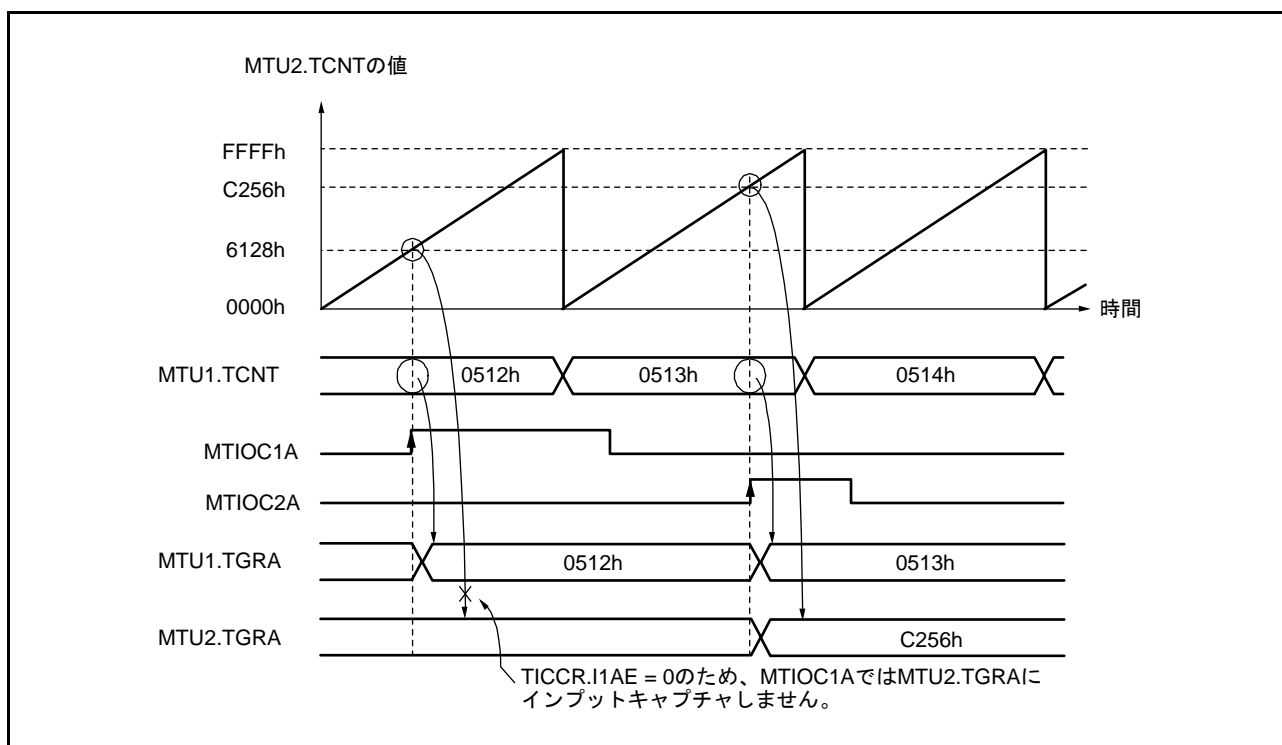 MTU2.TCNTの値
FFFFh
C256h
6128h
0000h
時間
MTU1.TCNT
0512h
0513h
0514h
MTIOC1A
MTIOC2A
MTU1.TGRA
0512h
0513h
MTU2.TGRA
C256h
TICCR.I1AE = 0のため、MTIOC1AではMTU2.TGRAに
インプットキャプチャしません。